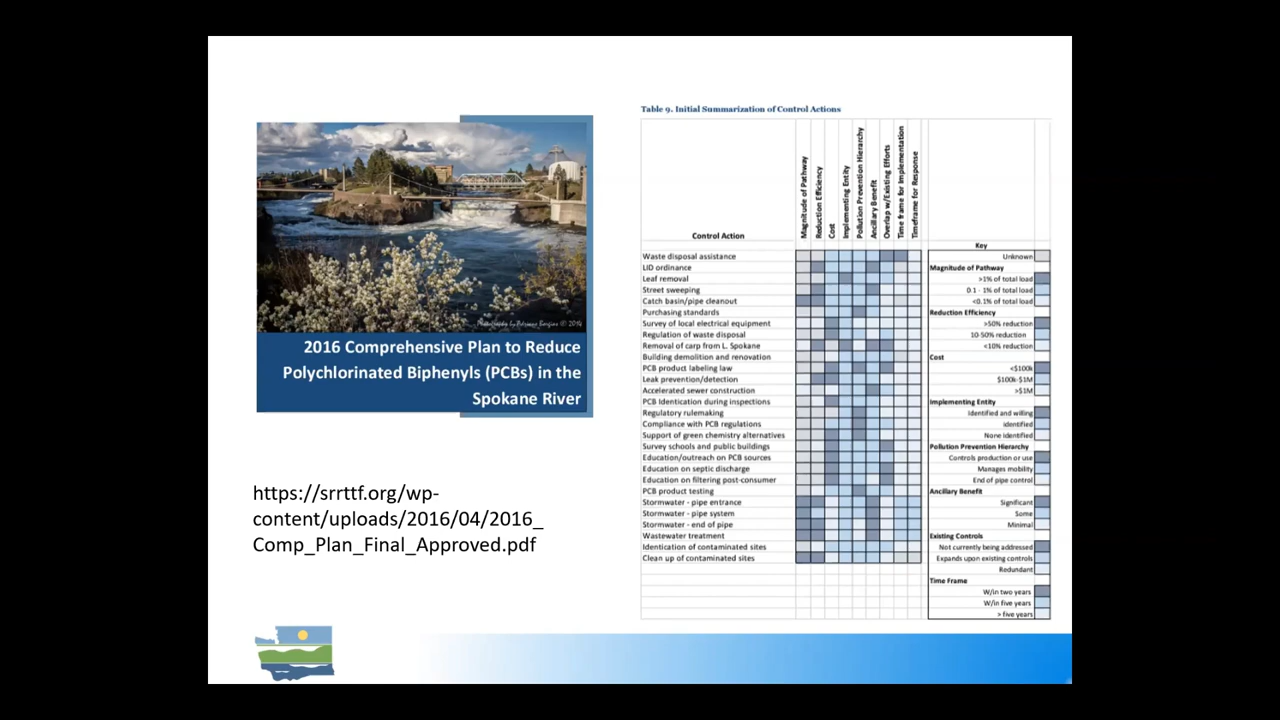 Photography by Patrizia Bergius © 2014
2016 Comprehensive Plan to Reduce
Polychlorinated Biphenyls (PCBs) in the
Spokane River
https://srrttf.org/wp-
content/uploads/2016/04/2016_
Comp_Plan_Final_Approved.pdf
Table 9. Initial Summarization of Control Actions
Control Action
Magnitude of Pathway
Reduction Efficiency
Cost
Implementing Entity
Pollution Prevention Hierarchy
Ancillary Benefit
Overlap w/Existing Efforts
Time frame for Implementation
Timeframe for Response
Waste disposal assistance
LID ordinance
Leaf removal
Street sweeping
Catch basin/pipe cleanout
Purchasing standards
Survey of local electrical equipment
Regulation of waste disposal
Removal of carp from L. Spokane
Building demolition and renovation
PCB product labeling law
Leak prevention/detection
Accelerated sewer construction
PCB Identication during inspections
Regulatory rulemaking
Compliance with PCB regulations
Support of green chemistry alternatives
Survey schools and public buildings
Education/outreach on PCB sources
Education on septic discharge
Education on filtering post-consumer
PCB product testing
Stormwater - pipe entrance
Stormwater - pipe system
Stormwater - end of pipe
Wastewater treatment
Identication of contaminated sites
Clean up of contaminated sites
Key
Unknown
Magnitude of Pathway
>1% of total load
0.1 - 1% of total load
<0.1% of total load
Reduction Efficiency
>50% reduction
10-50% reduction
<10% reduction
Cost
<$100k
$100k-$1M
>$1M
Implementing Entity
Identified and willing
Identified
None identified
Pollution Prevention Hierarchy
Controls production or use
Manages mobility
End of pipe control
Ancillary Benefit
Significant
Some
Minimal
Existing Controls
Not currently being addressed
Expands upon existing controls
Redundant
Time Frame
W/in two years
W/in five years
> five years